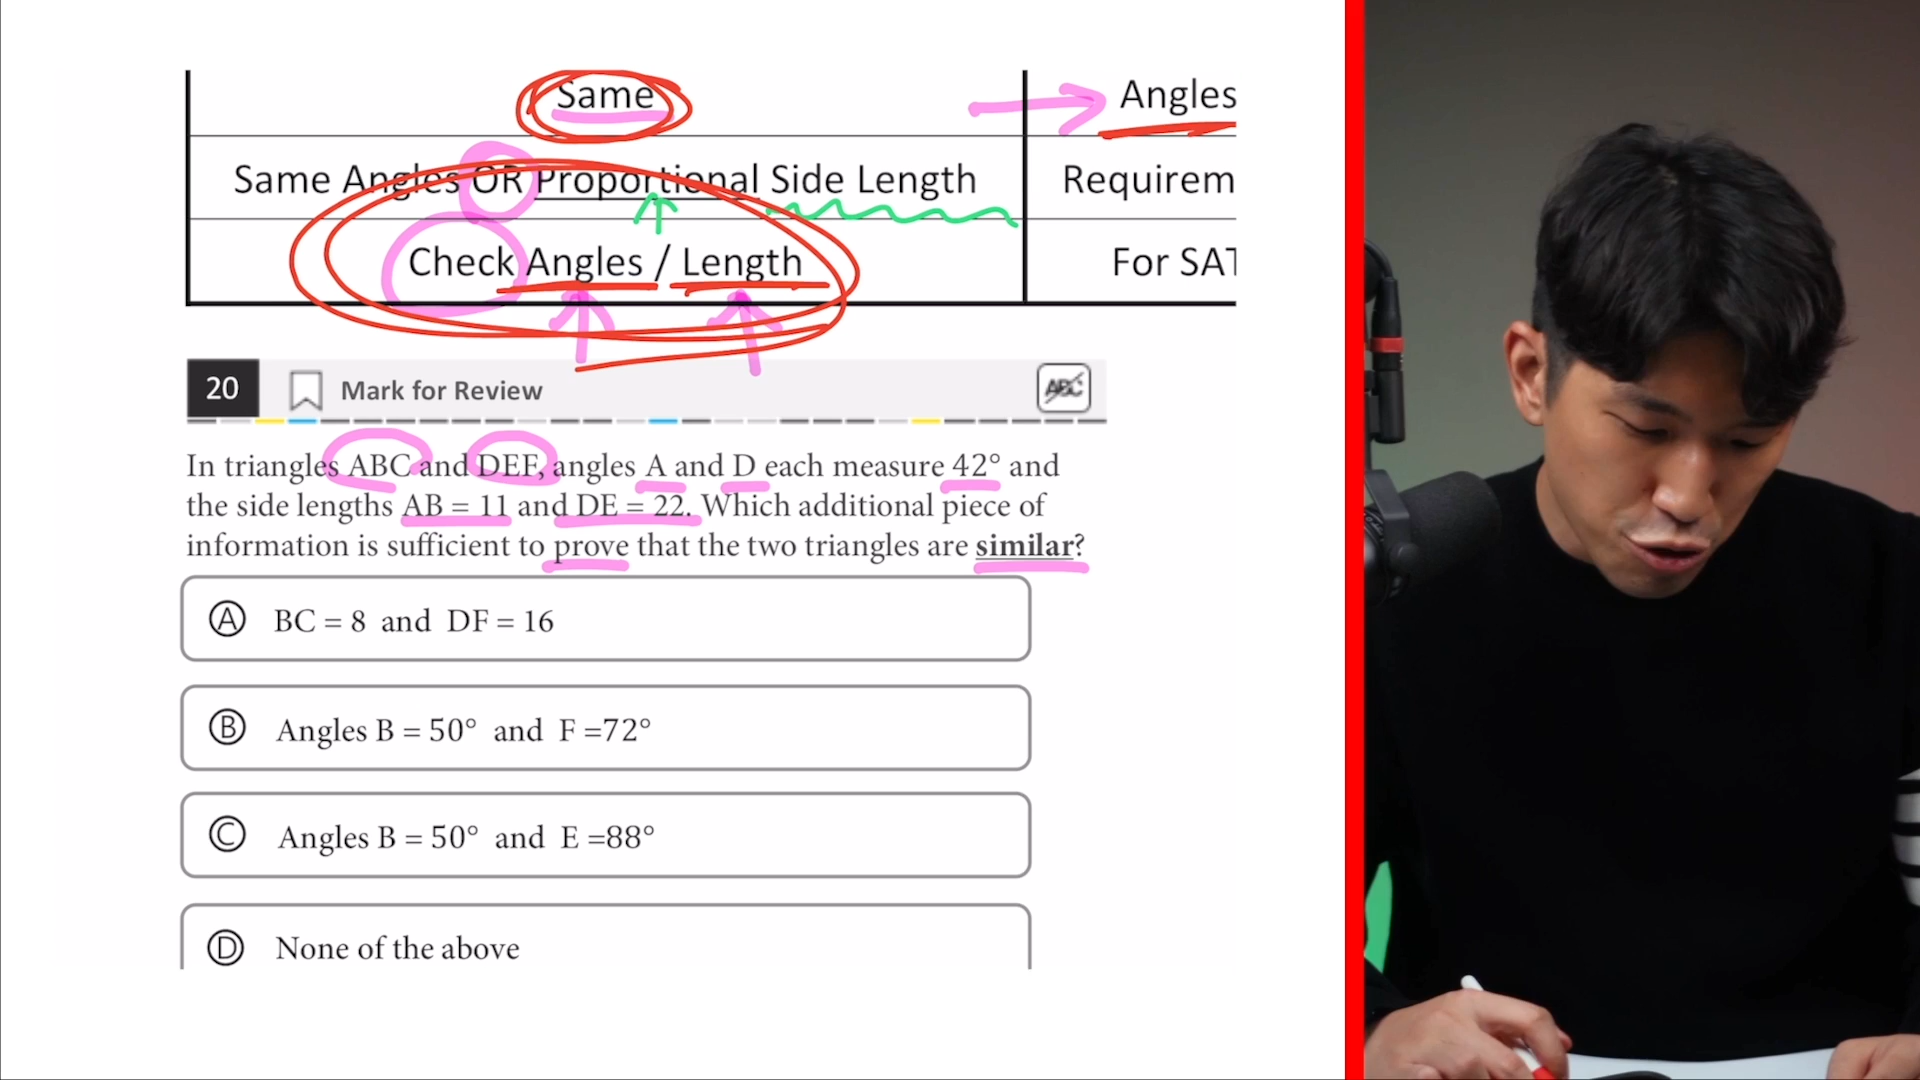 Same
Angles
Same Angles OR Proportional Side Length
Requirem
Check Angles / Length
For SAT
20
Mark for Review
ABC
In triangles ABC and DEF, angles A and D each measure 42° and
the side lengths AB = 11 and DE = 22. Which additional piece of
information is sufficient to prove that the two triangles are similar?
A BC = 8 and DF = 16
B Angles B = 50° and F =72°
C Angles B = 50° and E =88°
D None of the above